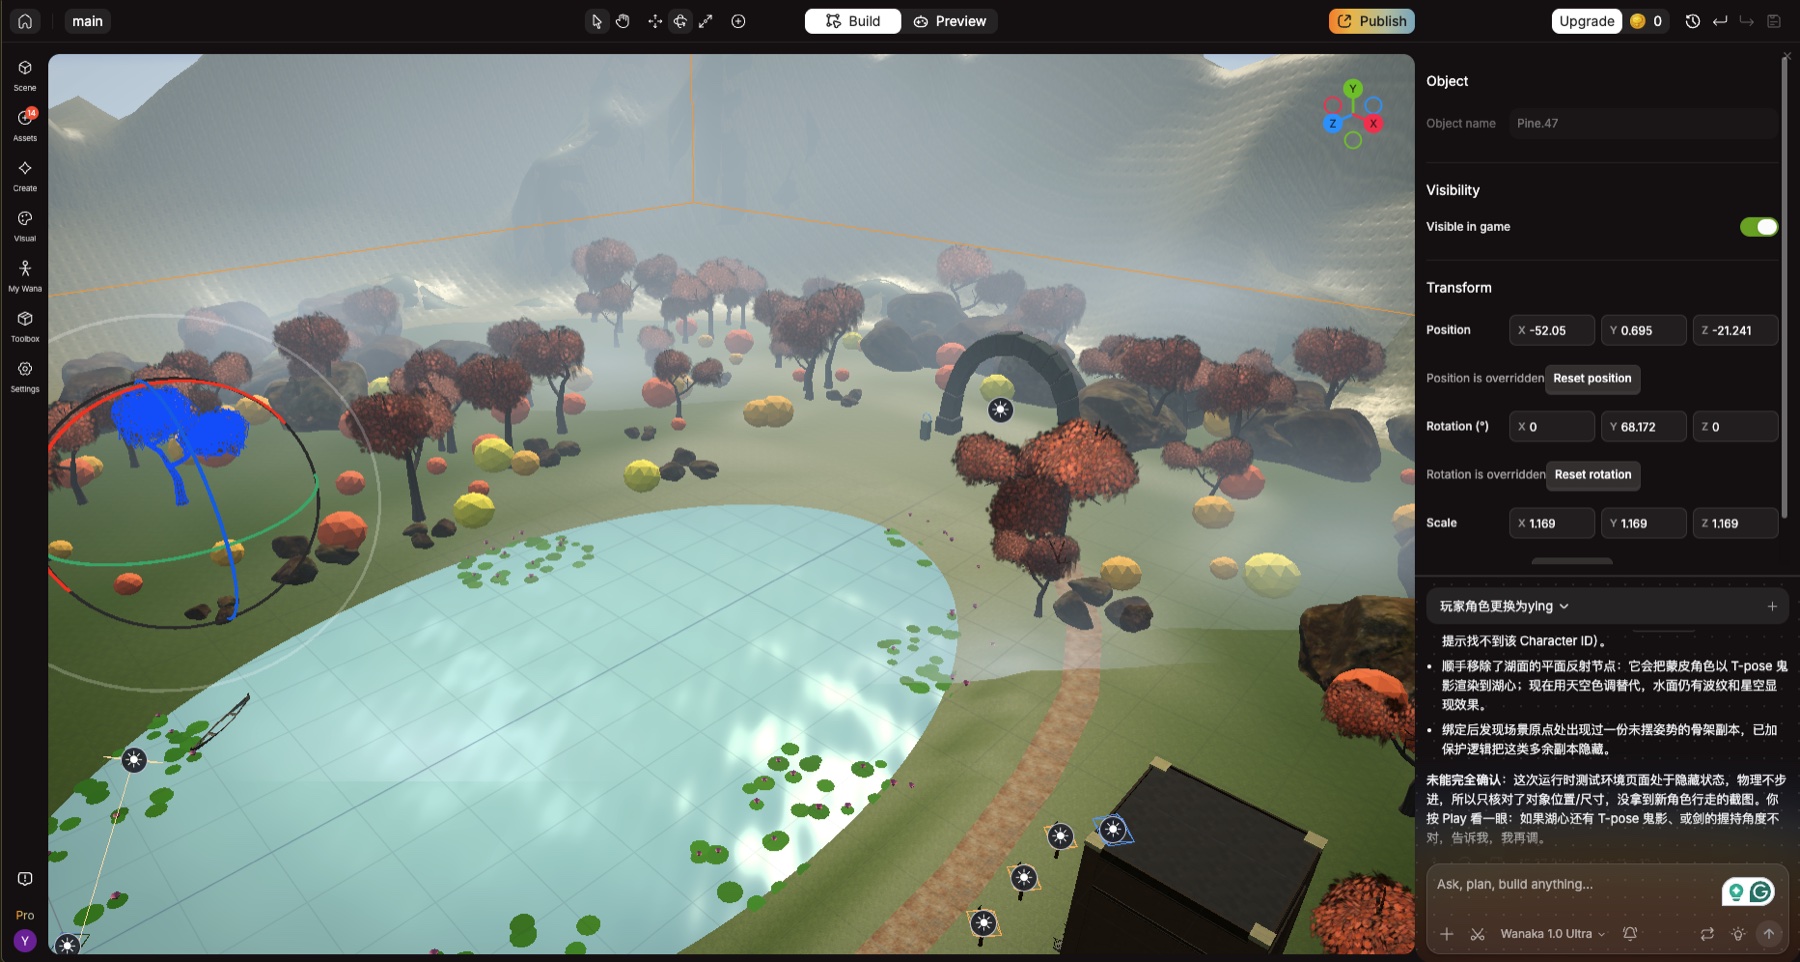 main
Build
Preview
Publish
Upgrade
0
Scene
14
Assets
Create
Visual
My Wana
Toolbox
Settings
Pro
Y
Y
Z
X
Object
Object name
Pine.47
Visibility
Visible in game
Transform
Position
X -52.05
Y 0.695
Z -21.241
Position is overridden
Reset position
Rotation (°)
X 0
Y 68.172
Z 0
Rotation is overridden
Reset rotation
Scale
X 1.169
Y 1.169
Z 1.169
玩家角色更换为ying
提示找不到该 Character ID）。
• 顺手移除了湖面的平面反射节点：它会把蒙皮角色以 T-pose 鬼
影渲染到湖心；现在用天空色调替代，水面仍有波纹和星空显
现效果。
• 绑定后发现场景原点处出现过一份未摆姿势的骨架副本，已加
保护逻辑把这类多余副本隐藏。
未能完全确认：这次运行时测试环境页面处于隐藏状态，物理不步
进，所以只核对了对象位置/尺寸，没拿到新角色行走的截图。你
按 Play 看一眼：如果湖心还有 T-pose 鬼影、或剑的握持角度不
对，告诉我，我再调。
Ask, plan, build anything...
Wanaka 1.0 Ultra